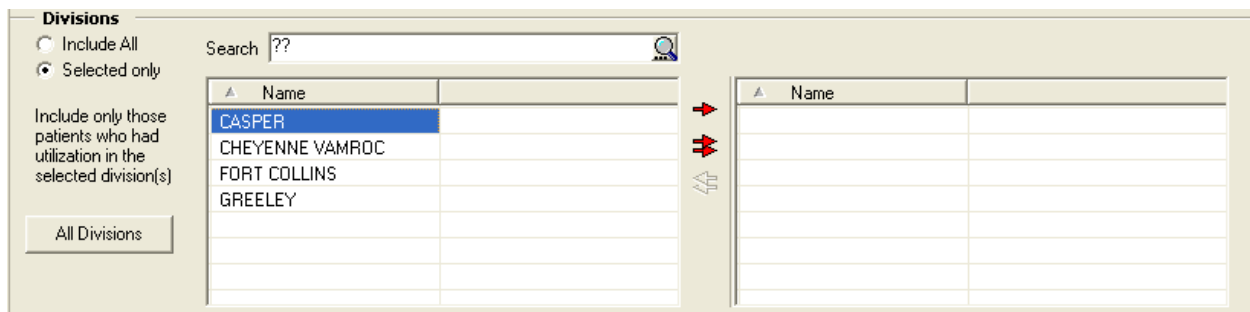 Divisions
Include All
Selected only
Include only those
patients who had
utilization in the
selected division(s)
All Divisions
Search ??
Name
CASPER
CHEYENNE VAMROC
FORT COLLINS
GREELEY
Name